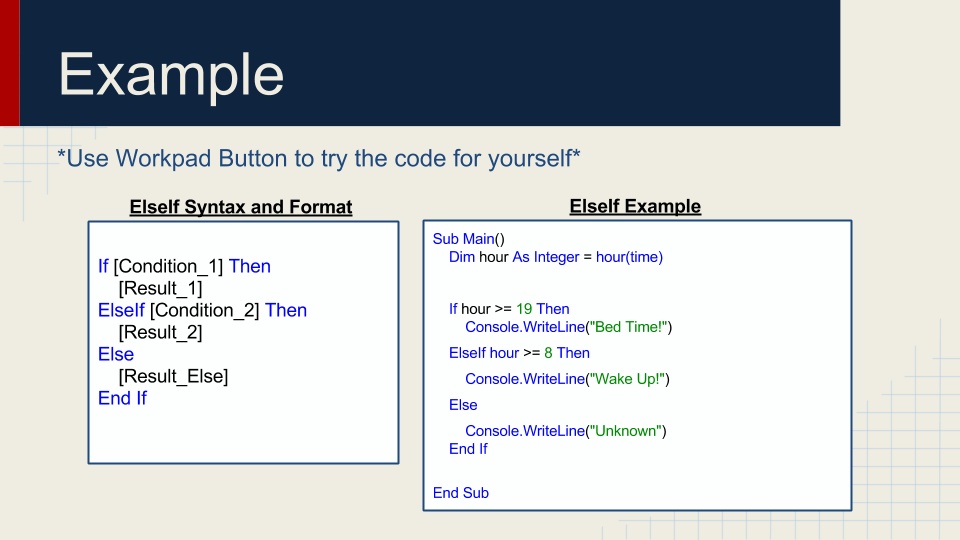 Example
*Use Workpad Button to try the code for yourself*
ElseIf Syntax and Format
If [Condition_1] Then
[Result_1]
ElseIf [Condition_2] Then
[Result_2]
Else
[Result_Else]
End If
ElseIf Example
Sub Main()
Dim hour As Integer = hour(time)
If hour >= 19 Then
Console.WriteLine("Bed Time!")
ElseIf hour >= 8 Then
Console.WriteLine("Wake Up!")
Else
Console.WriteLine("Unknown")
End If
End Sub